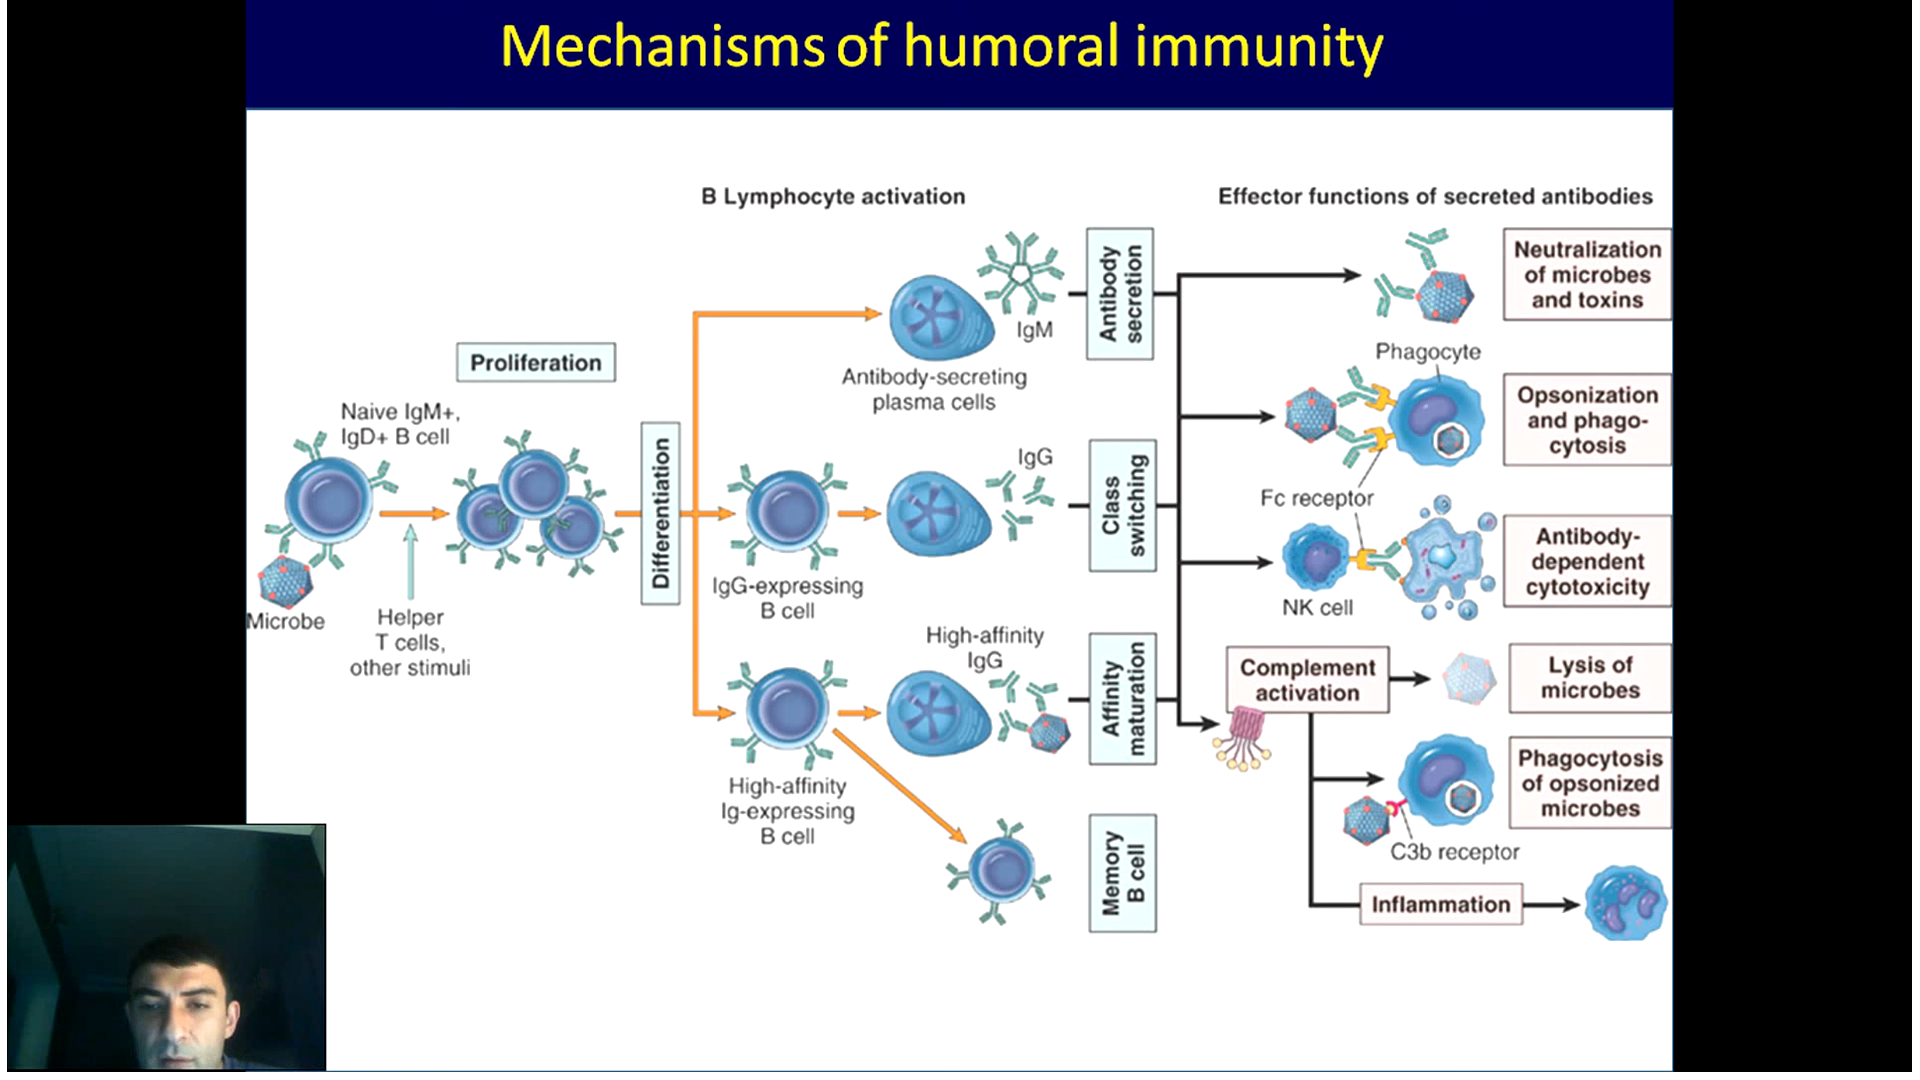 Mechanisms of humoral immunity
B Lymphocyte activation
Effector functions of secreted antibodies
Proliferation
Naive IgM+,
IgD+ B cell
Microbe
Helper
T cells,
other stimuli
Differentiation
IgM
Antibody-secreting
plasma cells
Antibody
secretion
IgG
IgG-expressing
B cell
Class
switching
High-affinity
IgG
High-affinity
Ig-expressing
B cell
Affinity
maturation
Memory
B cell
Neutralization
of microbes
and toxins
Phagocyte
Opsonization
and phago-
cytosis
Fc receptor
NK cell
Antibody-
dependent
cytotoxicity
Complement
activation
Lysis of
microbes
Phagocytosis
of opsonized
microbes
C3b receptor
Inflammation